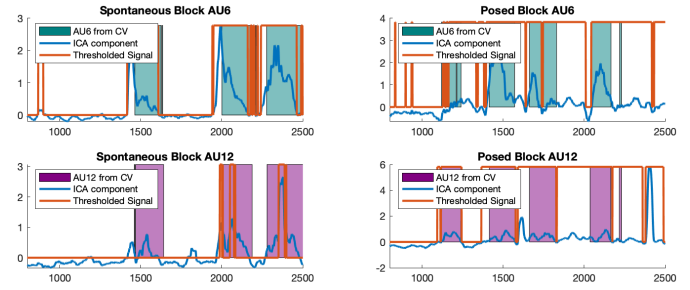 Spontaneous Block AU6
3
2
1
0
AU6 from CV
ICA component
Thresholded Signal
1000 1500 2000 2500
Posed Block AU6
4
3
2
1
0
AU6 from CV
ICA component
Thresholded Signal
1000 1500 2000 2500
Spontaneous Block AU12
3
2
1
0
AU12 from CV
ICA component
Thresholded Signal
1000 1500 2000 2500
Posed Block AU12
6
4
2
0
-2
AU12 from CV
ICA component
Thresholded Signal
1000 1500 2000 2500